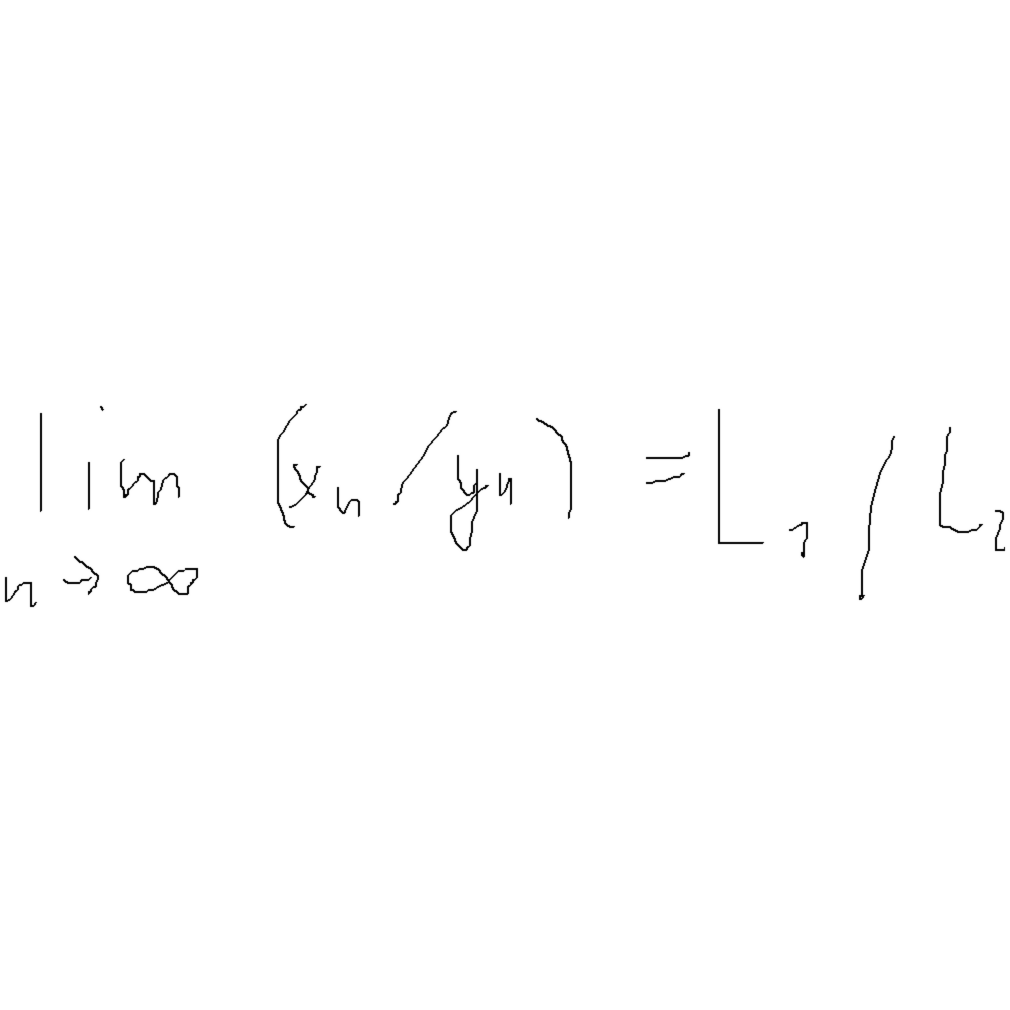 lim (xₙ / yₙ) = L₁ / L₂
n → ∞